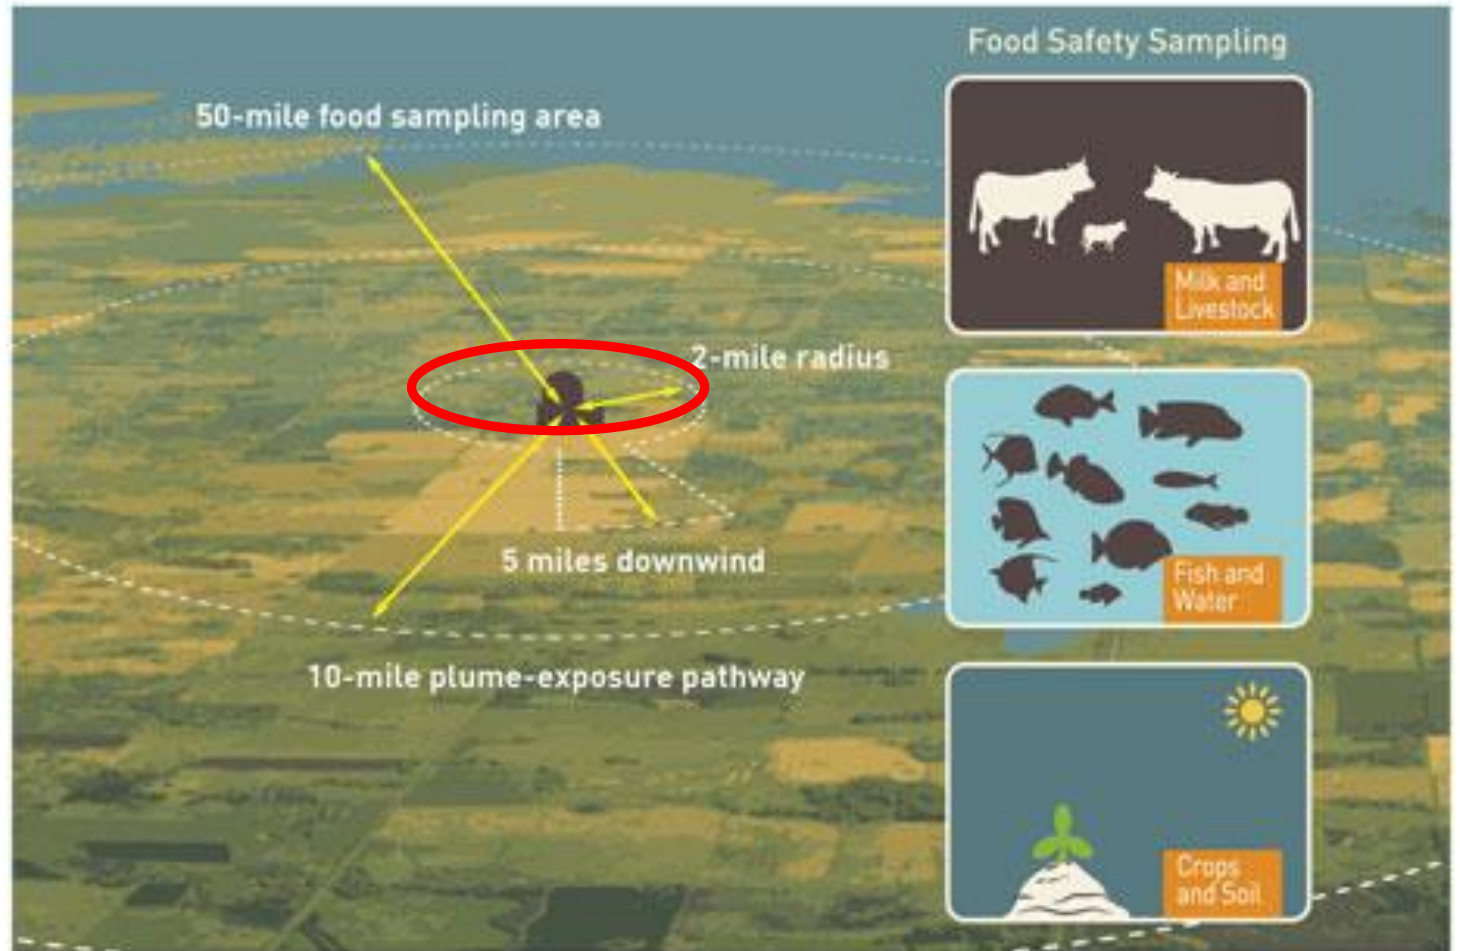 Food Safety Sampling
50-mile food sampling area
Milk and
Livestock
2-mile radius
5 miles downwind
Fish and
Water
10-mile plume-exposure pathway
Crops
and Soil